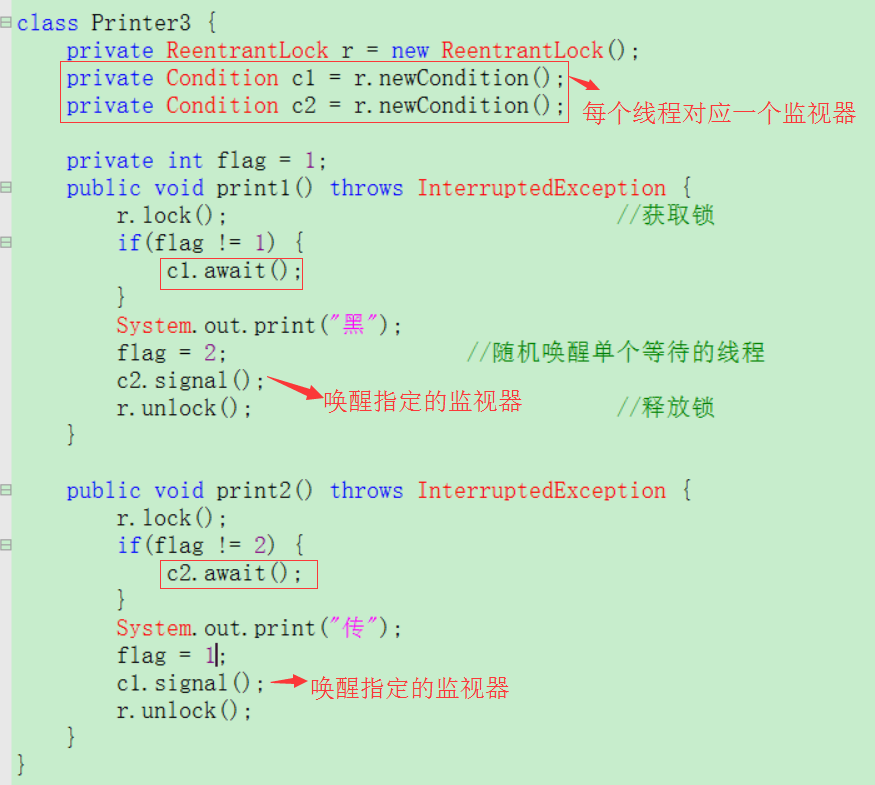 class Printer3 {
private ReentrantLock r = new ReentrantLock();
private Condition c1 = r.newCondition();
private Condition c2 = r.newCondition();
每个线程对应一个监视器
private int flag = 1;
public void print1() throws InterruptedException {
r.lock(); //获取锁
if(flag != 1) {
c1.await();
}
System.out.print("黑");
flag = 2; //随机唤醒单个等待的线程
c2.signal();
唤醒指定的监视器
r.unlock(); //释放锁
}
public void print2() throws InterruptedException {
r.lock();
if(flag != 2) {
c2.await();
}
System.out.print("传");
flag = 1;
c1.signal();
唤醒指定的监视器
r.unlock();
}
}